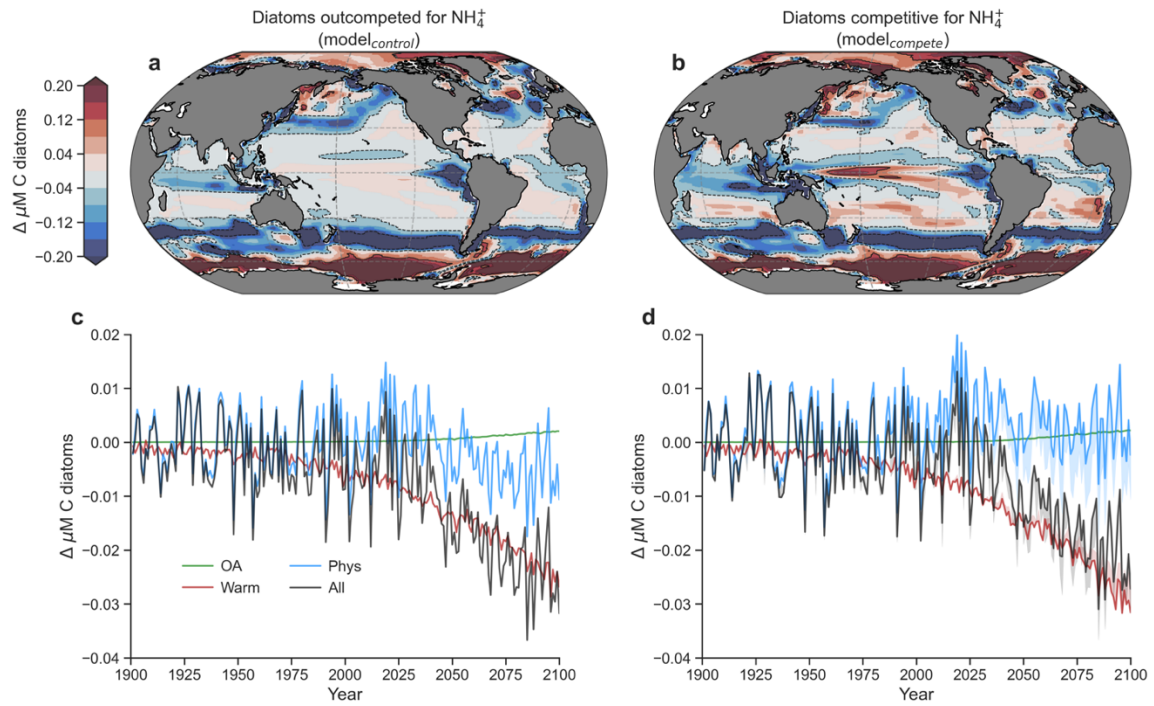 Diatoms outcompeted for NH₄⁺
(model_control)
Diatoms competitive for NH₄⁺
(model_compete)
a
b
0.20
0.12
0.04
−0.04
−0.12
−0.20
Δ μM C diatoms
c
d
0.02
0.01
0.00
−0.01
−0.02
−0.03
−0.04
Δ μM C diatoms
OA
Phys
Warm
All
1900
1925
1950
1975
2000
2025
2050
2075
2100
Year
0.02
0.01
0.00
−0.01
−0.02
−0.03
−0.04
Δ μM C diatoms
1900
1925
1950
1975
2000
2025
2050
2075
2100
Year